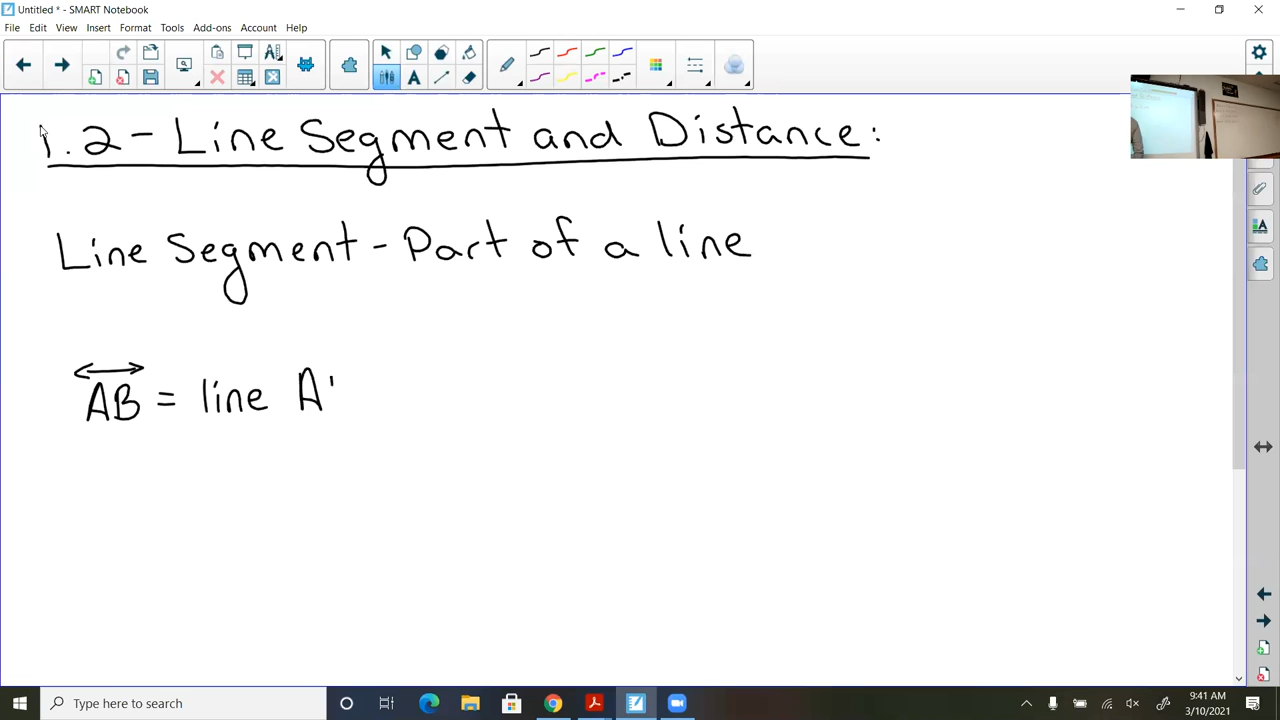 Untitled * - SMART Notebook
File Edit View Insert Format Tools Add-ons Account Help
1.2 - Line Segment and Distance:
Line Segment - Part of a line
AB = line A'
Type here to search
9:41 AM
3/10/2021